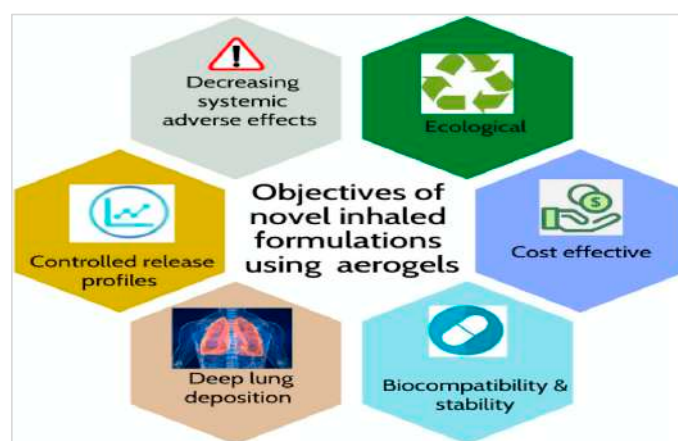 Decreasing
systemic
adverse effects
Ecological
Controlled release
profiles
Objectives of
novel inhaled
formulations
using aerogels
$
Cost effective
Deep lung
deposition
Biocompatibility &
stability